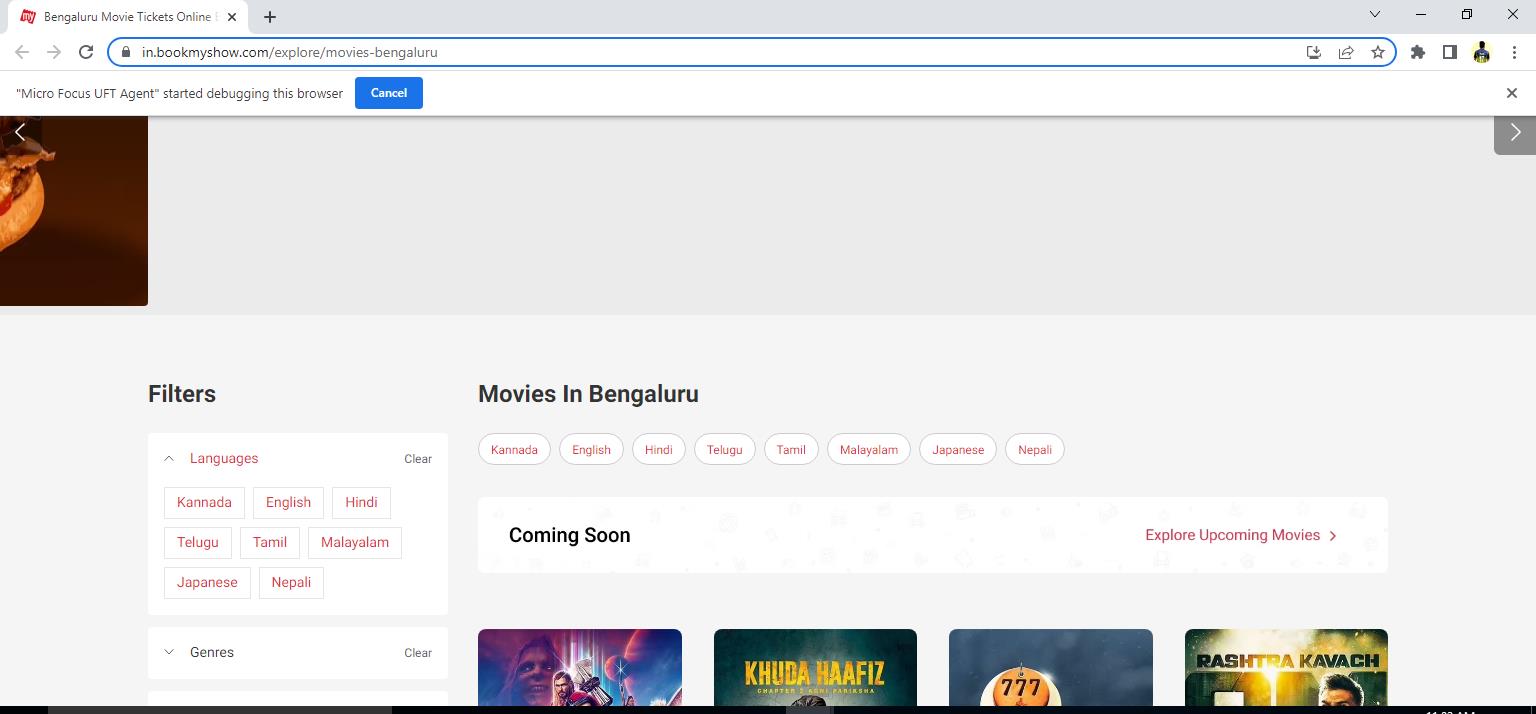 Bengaluru Movie Tickets Online
in.bookmyshow.com/explore/movies-bengaluru
"Micro Focus UFT Agent" started debugging this browser Cancel
Filters
Languages Clear
Kannada English Hindi
Telugu Tamil Malayalam
Japanese Nepali
Genres Clear
Movies In Bengaluru
Kannada English Hindi Telugu Tamil Malayalam Japanese Nepali
Coming Soon Explore Upcoming Movies
KHUDA HAAFIZ
CHAPTER 2 AGNI PARIKSHA
777
RASHTRA KAVACH